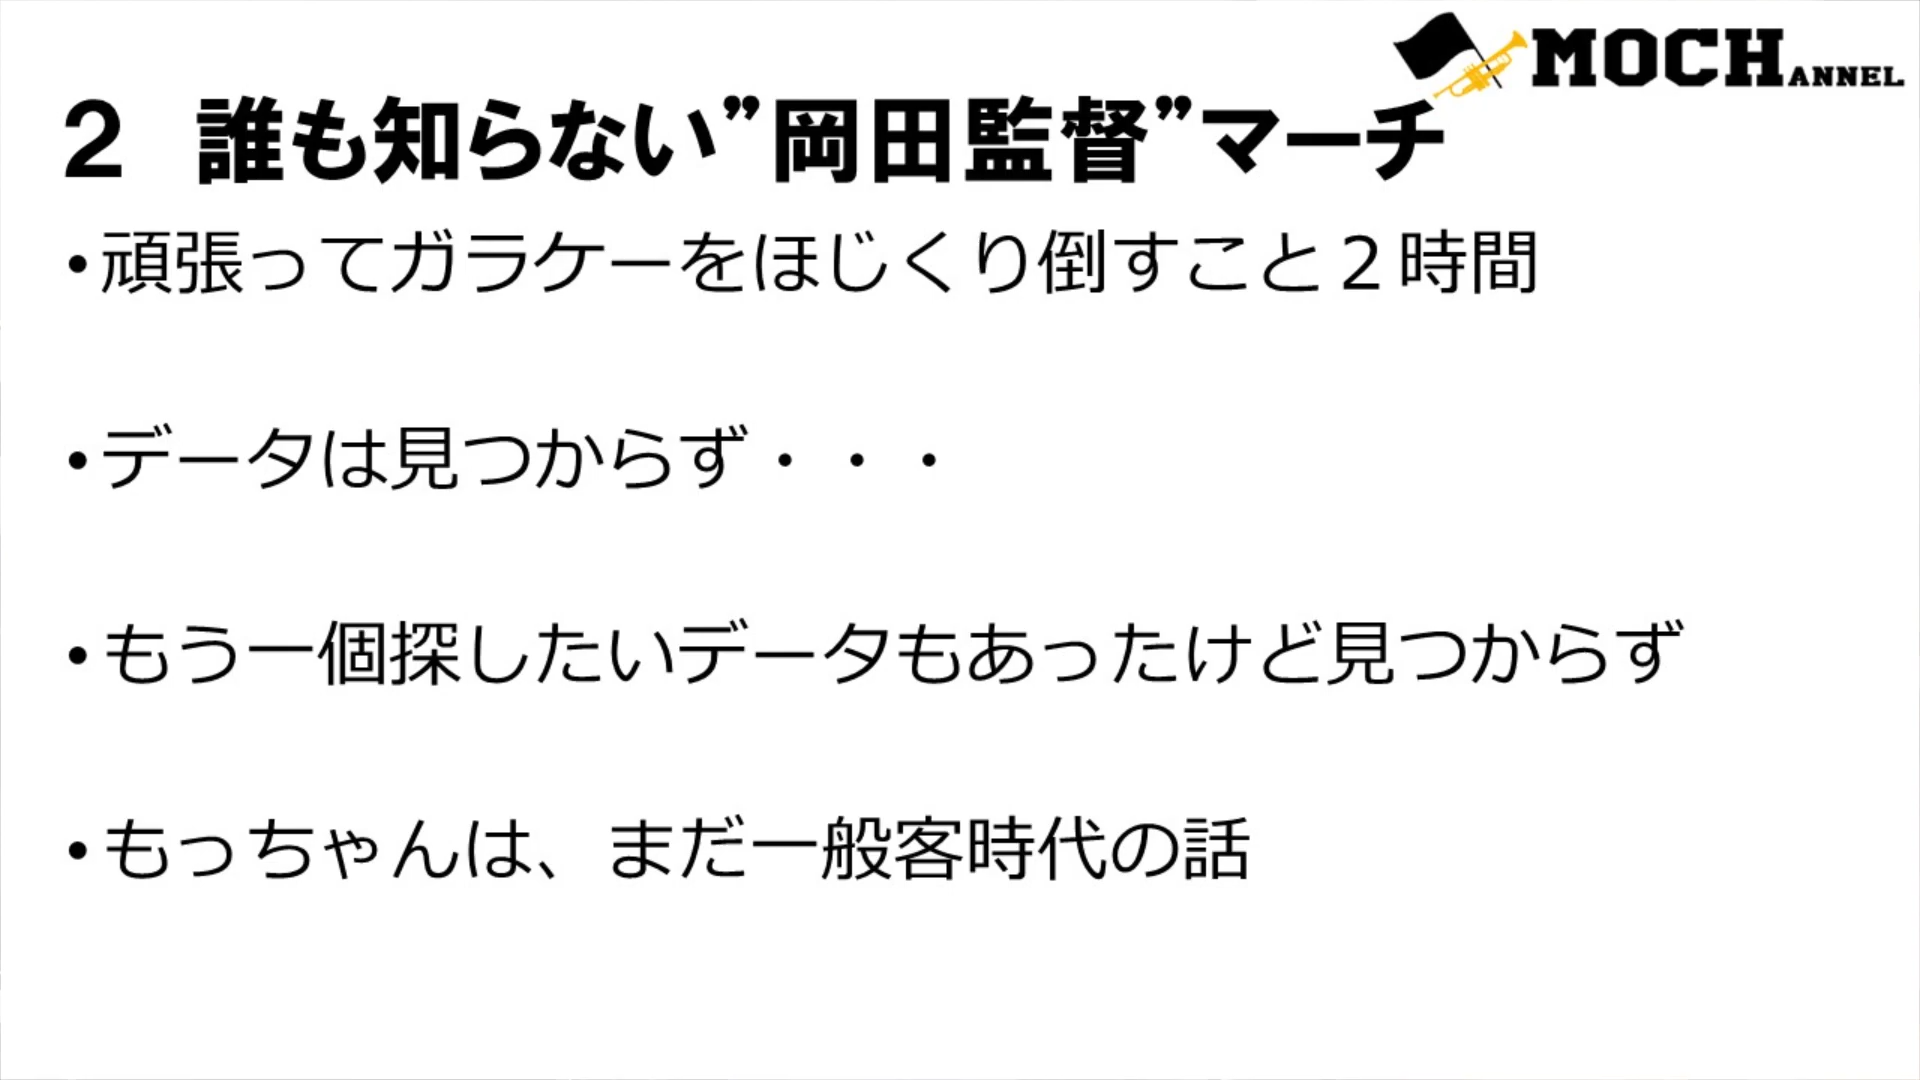 MOCHANNEL
２　誰も知らない”岡田監督”マーチ
•頑張ってガラケーをほじくり倒すこと２時間
•データは見つからず・・・
•もう一個探したいデータもあったけど見つからず
•もっちゃんは、まだ一般客時代の話